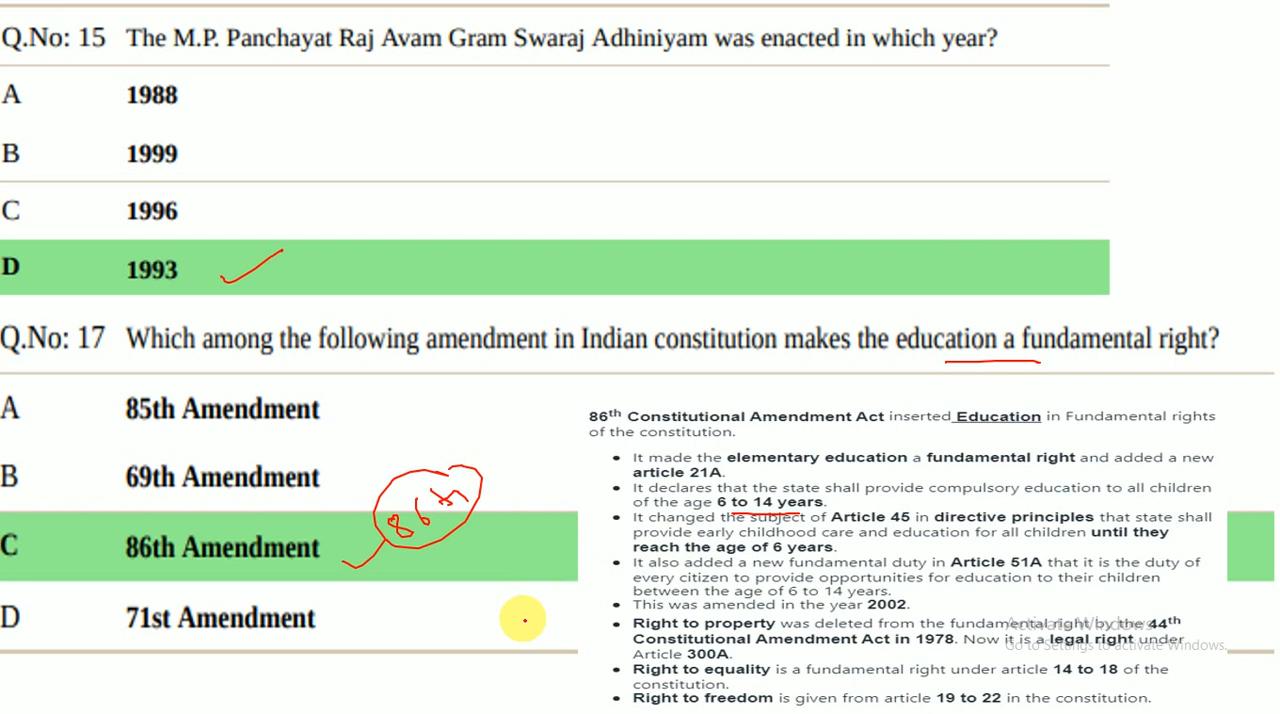 Q.No: 15 The M.P. Panchayat Raj Avam Gram Swaraj Adhiniyam was enacted in which year?
A 1988
B 1999
C 1996
D 1993
Q.No: 17 Which among the following amendment in Indian constitution makes the education a fundamental right?
A 85th Amendment
B 69th Amendment
C 86th Amendment
D 71st Amendment
86th Constitutional Amendment Act inserted Education in Fundamental rights
of the constitution.
• It made the elementary education a fundamental right and added a new
article 21A.
• It declares that the state shall provide compulsory education to all children
of the age 6 to 14 years.
• It changed the subject of Article 45 in directive principles that state shall
provide early childhood care and education for all children until they
reach the age of 6 years.
• It also added a new fundamental duty in Article 51A that it is the duty of
every citizen to provide opportunities for education to their children
between the age of 6 to 14 years.
• This was amended in the year 2002.
• Right to property was deleted from the fundamental right by the 44th
Constitutional Amendment Act in 1978. Now it is a legal right under
Article 300A.
• Right to equality is a fundamental right under article 14 to 18 of the
constitution.
• Right to freedom is given from article 19 to 22 in the constitution.
Activate Windows
Go to Settings to activate Windows.
86